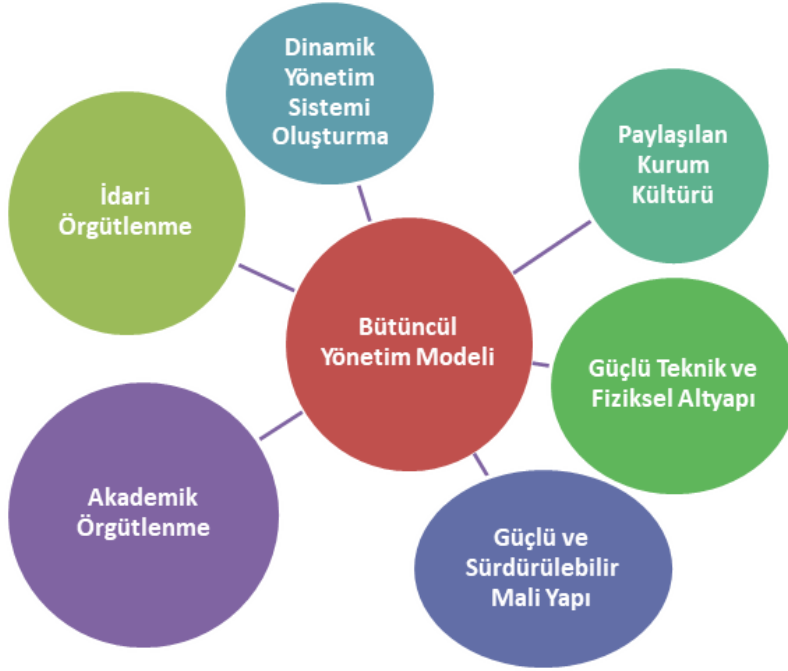 Dinamik
Yönetim
Sistemi
Oluşturma
Paylaşılan
Kurum
Kültürü
İdari
Örgütlenme
Bütüncül
Yönetim Modeli
Güçlü Teknik ve
Fiziksel Altyapı
Akademik
Örgütlenme
Güçlü ve
Sürdürülebilir
Mali Yapı